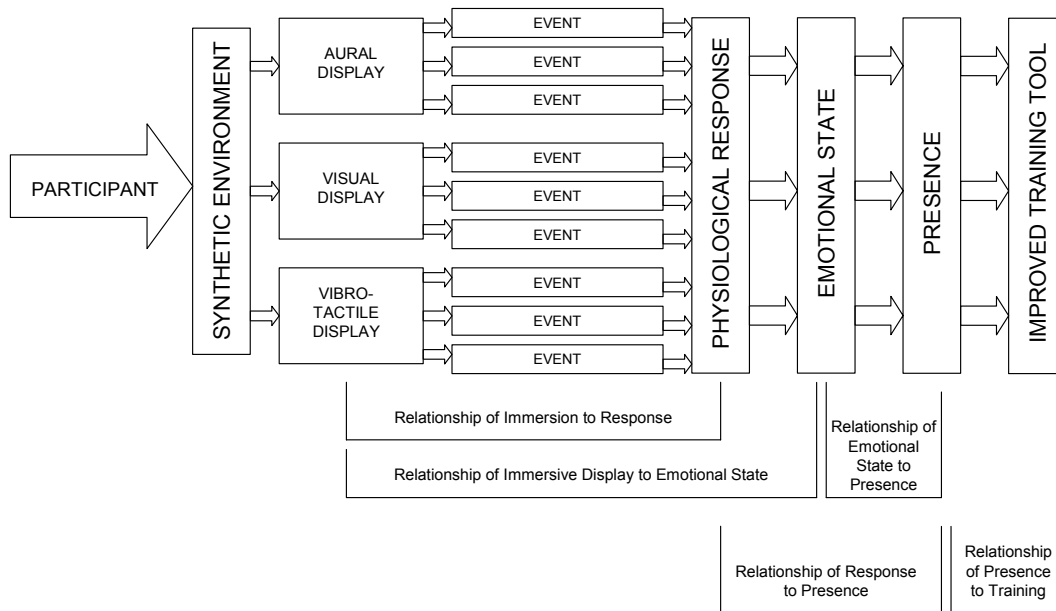 PARTICIPANT
SYNTHETIC ENVIRONMENT
AURAL
DISPLAY
EVENT
EVENT
EVENT
VISUAL
DISPLAY
EVENT
EVENT
EVENT
VIBRO-
TACTILE
DISPLAY
EVENT
EVENT
EVENT
PHYSIOLOGICAL RESPONSE
EMOTIONAL STATE
PRESENCE
IMPROVED TRAINING TOOL
Relationship of Immersion to Response
Relationship of Immersive Display to Emotional State
Relationship of
Emotional
State to
Presence
Relationship of Response
to Presence
Relationship
of Presence
to Training